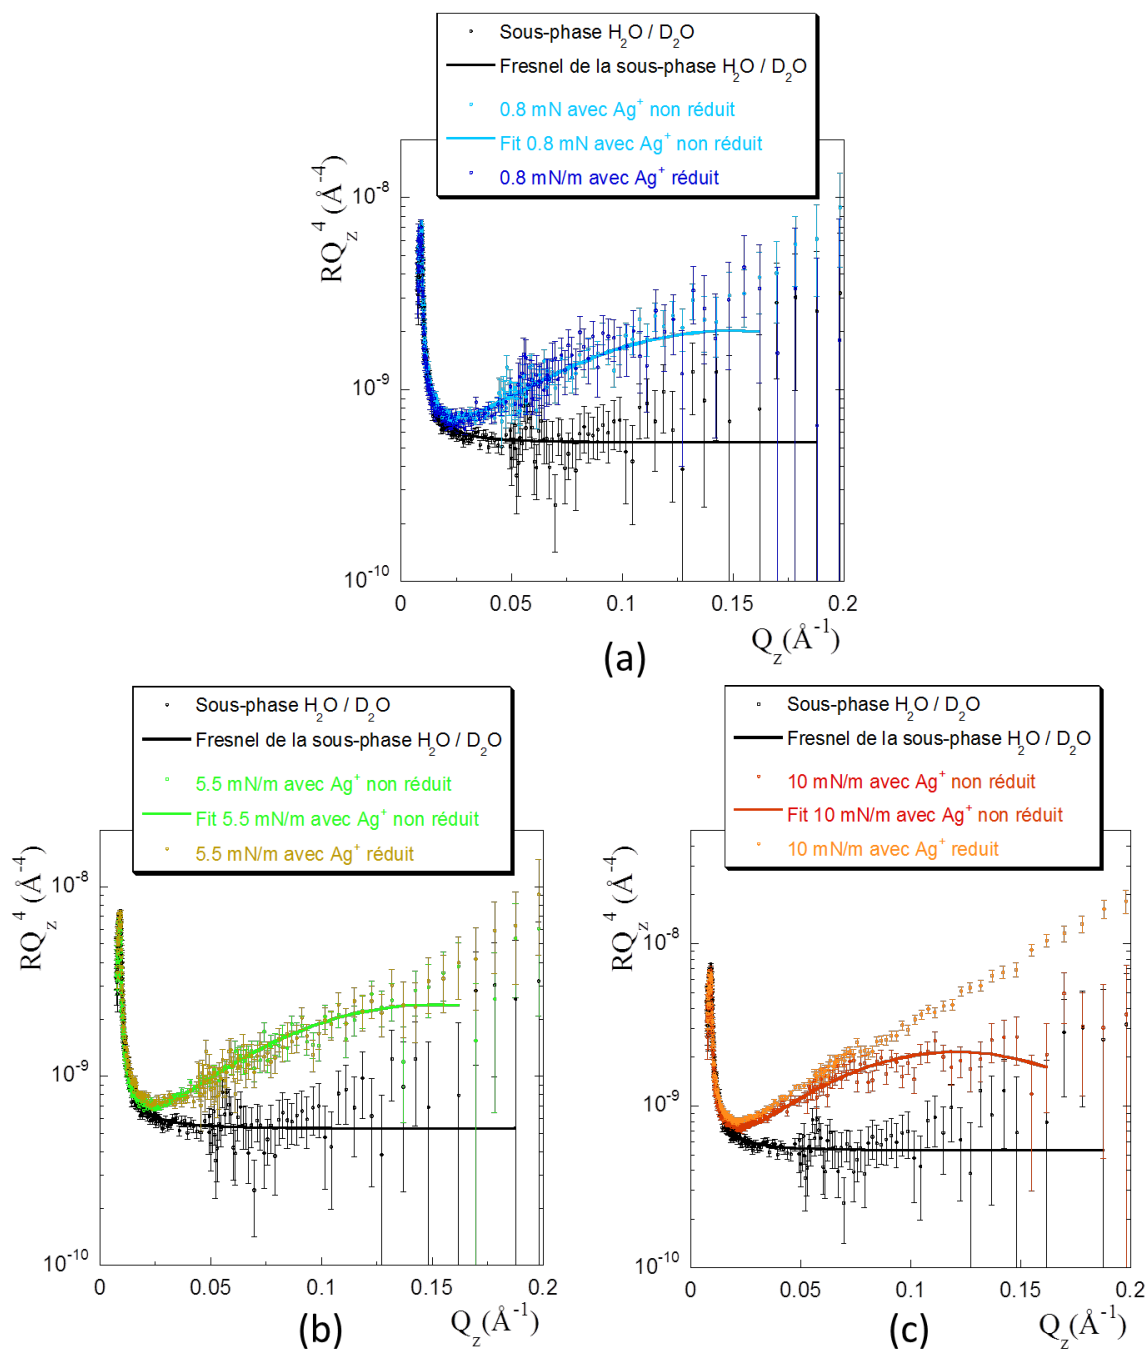 Sous-phase H₂O / D₂O
Fresnel de la sous-phase H₂O / D₂O
0.8 mN avec Ag⁺ non réduit
Fit 0.8 mN avec Ag⁺ non réduit
0.8 mN/m avec Ag⁺ réduit
RQz⁴ (Å⁻⁴)
10⁻⁸
10⁻⁹
10⁻¹⁰
0 0.05 0.1 0.15 0.2
Qz(Å⁻¹)
(a)
Sous-phase H₂O / D₂O
Fresnel de la sous-phase H₂O / D₂O
5.5 mN/m avec Ag⁺ non réduit
Fit 5.5 mN/m avec Ag⁺ non réduit
5.5 mN/m avec Ag⁺ réduit
RQz⁴ (Å⁻⁴)
10⁻⁸
10⁻⁹
10⁻¹⁰
0 0.05 0.1 0.15 0.2
Qz(Å⁻¹)
(b)
Sous-phase H₂O / D₂O
Fresnel de la sous-phase H₂O / D₂O
10 mN/m avec Ag⁺ non réduit
Fit 10 mN/m avec Ag⁺ non réduit
10 mN/m avec Ag⁺ reduit
RQz⁴ (Å⁻⁴)
10⁻⁸
10⁻⁹
10⁻¹⁰
0 0.05 0.1 0.15 0.2
Qz(Å⁻¹)
(c)